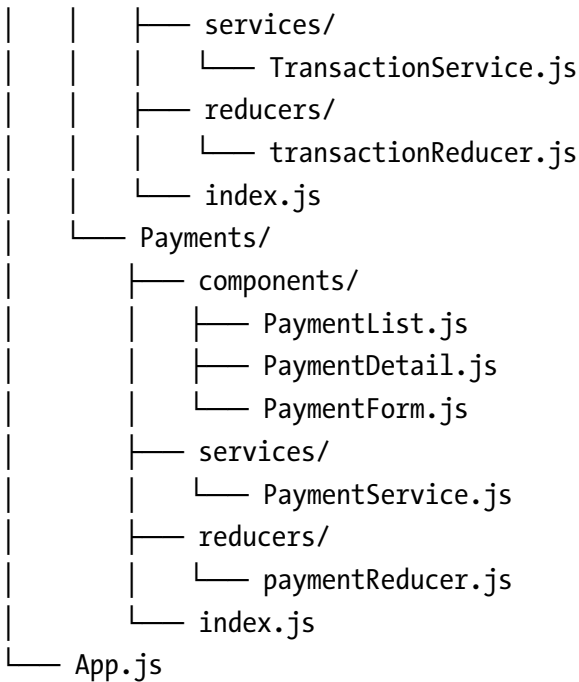 │   │   ├── services/
│   │   │   └── TransactionService.js
│   │   ├── reducers/
│   │   │   └── transactionReducer.js
│   │   └── index.js
│   └── Payments/
│       ├── components/
│       │   ├── PaymentList.js
│       │   ├── PaymentDetail.js
│       │   └── PaymentForm.js
│       ├── services/
│       │   └── PaymentService.js
│       ├── reducers/
│       │   └── paymentReducer.js
│       └── index.js
└── App.js